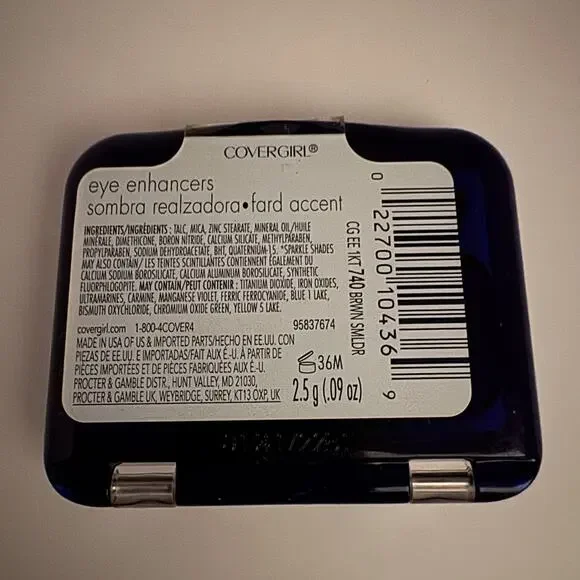 COVERGIRL®
eye enhancers
sombra realzadora•fard accent
INGREDIENTS/INGRÉDIENTS : TALC, MICA, ZINC STEARATE, MINERAL OIL/HUILE
MINÉRALE, DIMETHICONE, BORON NITRIDE, CALCIUM SILICATE, METHYLPARABEN,
PROPYLPARABEN, SODIUM DEHYDROACETATE, BHT, QUATERNIUM-15. *SPARKLE SHADES
MAY ALSO CONTAIN/ LES TEINTES SCINTILLANTES CONTIENNENT ÉGALEMENT DU
CALCIUM SODIUM BOROSILICATE, CALCIUM ALUMINUM BOROSILICATE, SYNTHETIC
FLUORPHLOGOPITE. MAY CONTAIN/PEUT CONTENIR : TITANIUM DIOXIDE, IRON OXIDES,
ULTRAMARINES, CARMINE, MANGANESE VIOLET, FERRIC FERROCYANIDE, BLUE 1 LAKE,
BISMUTH OXYCHLORIDE, CHROMIUM OXIDE GREEN, YELLOW 5 LAKE.
covergirl.com 1-800-4COVER4 95837674
MADE IN USA OF US & IMPORTED PARTS/HECHO EN EE.UU. CON
PIEZAS DE EE.UU. E IMPORTADAS/FAIT AUX É.-U. À PARTIR DE
PIÈCES IMPORTÉES ET DE PIÈCES FABRIQUÉES AUX É.-U.
PROCTER & GAMBLE DISTR., HUNT VALLEY, MD 21030,
PROCTER & GAMBLE UK, WEYBRIDGE, SURREY, KT13 OXP, UK
36M
2.5 g (.09 oz)
CG EE 1KT 740 BRWN SMLDR
0 22700 10436 9